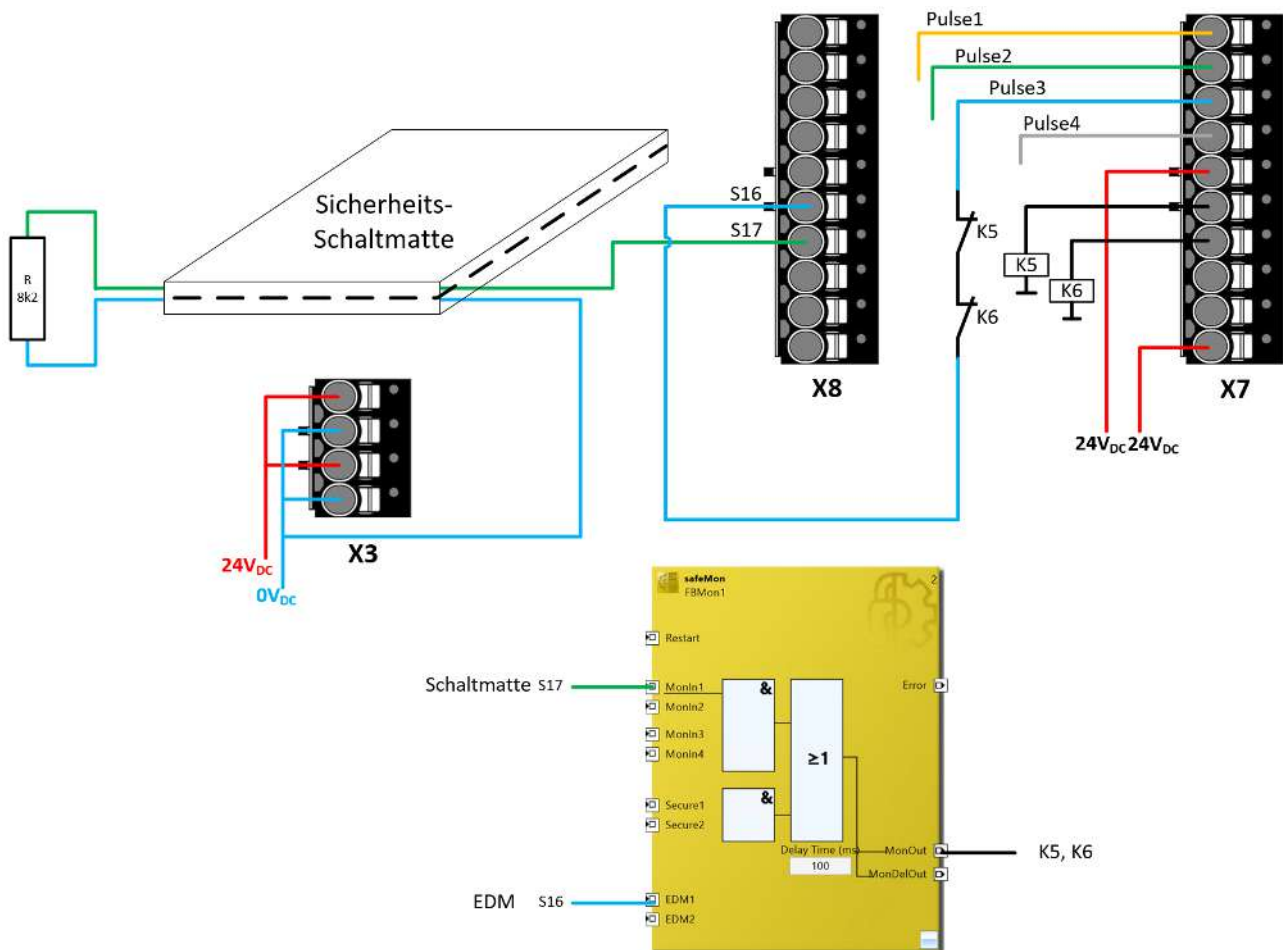 Pulse1
Pulse2
Pulse3
Pulse4
Sicherheits-
Schaltmatte
S16
S17
K5
K5
K6
K6
R
8k2
X8
X7
24VDC 24VDC
X3
24VDC
0VDC
safeMon
2
FBMon1
Restart
Schaltmatte S17
MonIn1
&
Error
MonIn2
MonIn3
MonIn4
≥1
&
Secure1
Secure2
Delay Time (ms)
100
MonOut
K5, K6
MonDelOut
EDM S16
EDM1
EDM2